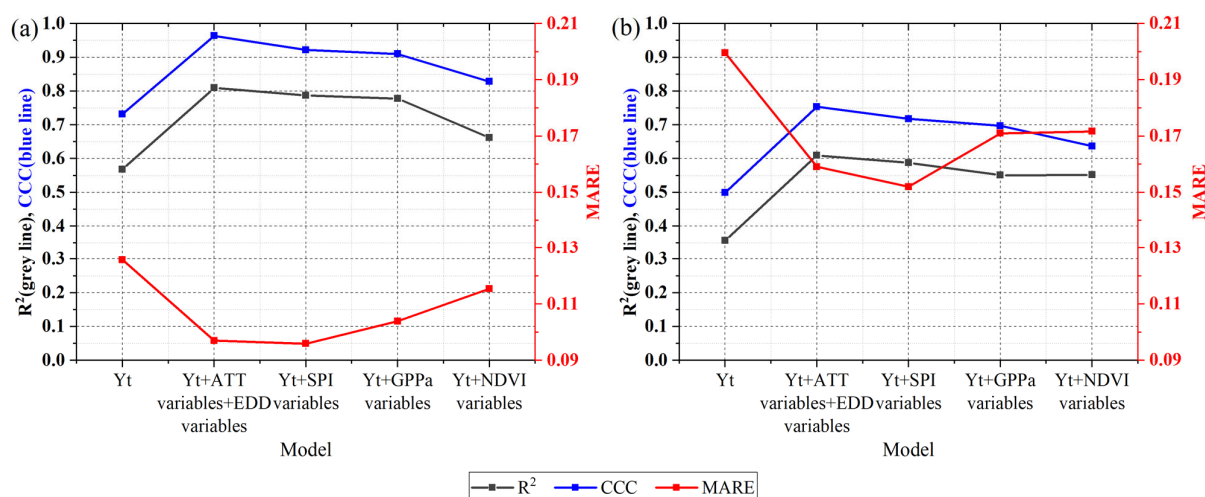 (a)
R²(grey line), CCC(blue line)
1.0
0.9
0.8
0.7
0.6
0.5
0.4
0.3
0.2
0.1
0.0
0.21
0.19
0.17
0.15
0.13
0.11
0.09
MARE
Yt
Yt+ATT
variables+EDD
variables
Yt+SPI
variables
Yt+GPPa
variables
Yt+NDVI
variables
Model
(b)
R²(grey line), CCC(blue line)
1.0
0.9
0.8
0.7
0.6
0.5
0.4
0.3
0.2
0.1
0.0
0.21
0.19
0.17
0.15
0.13
0.11
0.09
MARE
Yt
Yt+ATT
variables+EDD
variables
Yt+SPI
variables
Yt+GPPa
variables
Yt+NDVI
variables
Model
R² CCC MARE